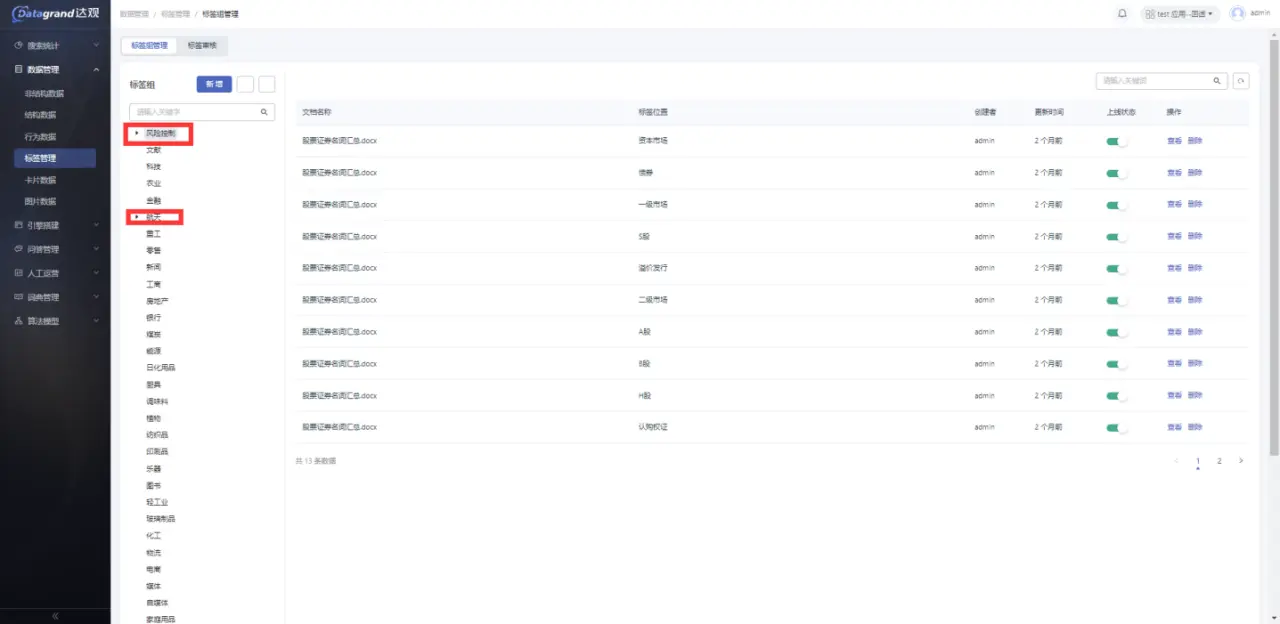 Datagrand达观
数据管理 / 标签管理 / 标签组管理
test 应用--田语
admin
搜索统计
数据管理
非结构数据
结构数据
行为数据
标签管理
卡片数据
图片数据
引擎搭建
问答管理
人工运营
词典管理
算法模型
标签组管理
标签审核
标签组
新增
请输入关键字
风险控制
文献
科技
农业
金融
航天
军工
零售
新闻
工商
房地产
银行
煤炭
能源
日化用品
厨具
调味料
植物
纺织品
印刷品
乐器
图书
轻工业
玻璃制品
化工
物流
电商
媒体
自媒体
家庭用品
请输入关键词
文档名称 标签位置 创建者 更新时间 上线状态 操作
股票证券名词汇总.docx 资本市场 admin 2 个月前 查看 删除
股票证券名词汇总.docx 债券 admin 2 个月前 查看 删除
股票证券名词汇总.docx 一级市场 admin 2 个月前 查看 删除
股票证券名词汇总.docx S股 admin 2 个月前 查看 删除
股票证券名词汇总.docx 溢价发行 admin 2 个月前 查看 删除
股票证券名词汇总.docx 二级市场 admin 2 个月前 查看 删除
股票证券名词汇总.docx A股 admin 2 个月前 查看 删除
股票证券名词汇总.docx B股 admin 2 个月前 查看 删除
股票证券名词汇总.docx H股 admin 2 个月前 查看 删除
股票证券名词汇总.docx 认购权证 admin 2 个月前 查看 删除
共 13 条数据
< 1 2 >